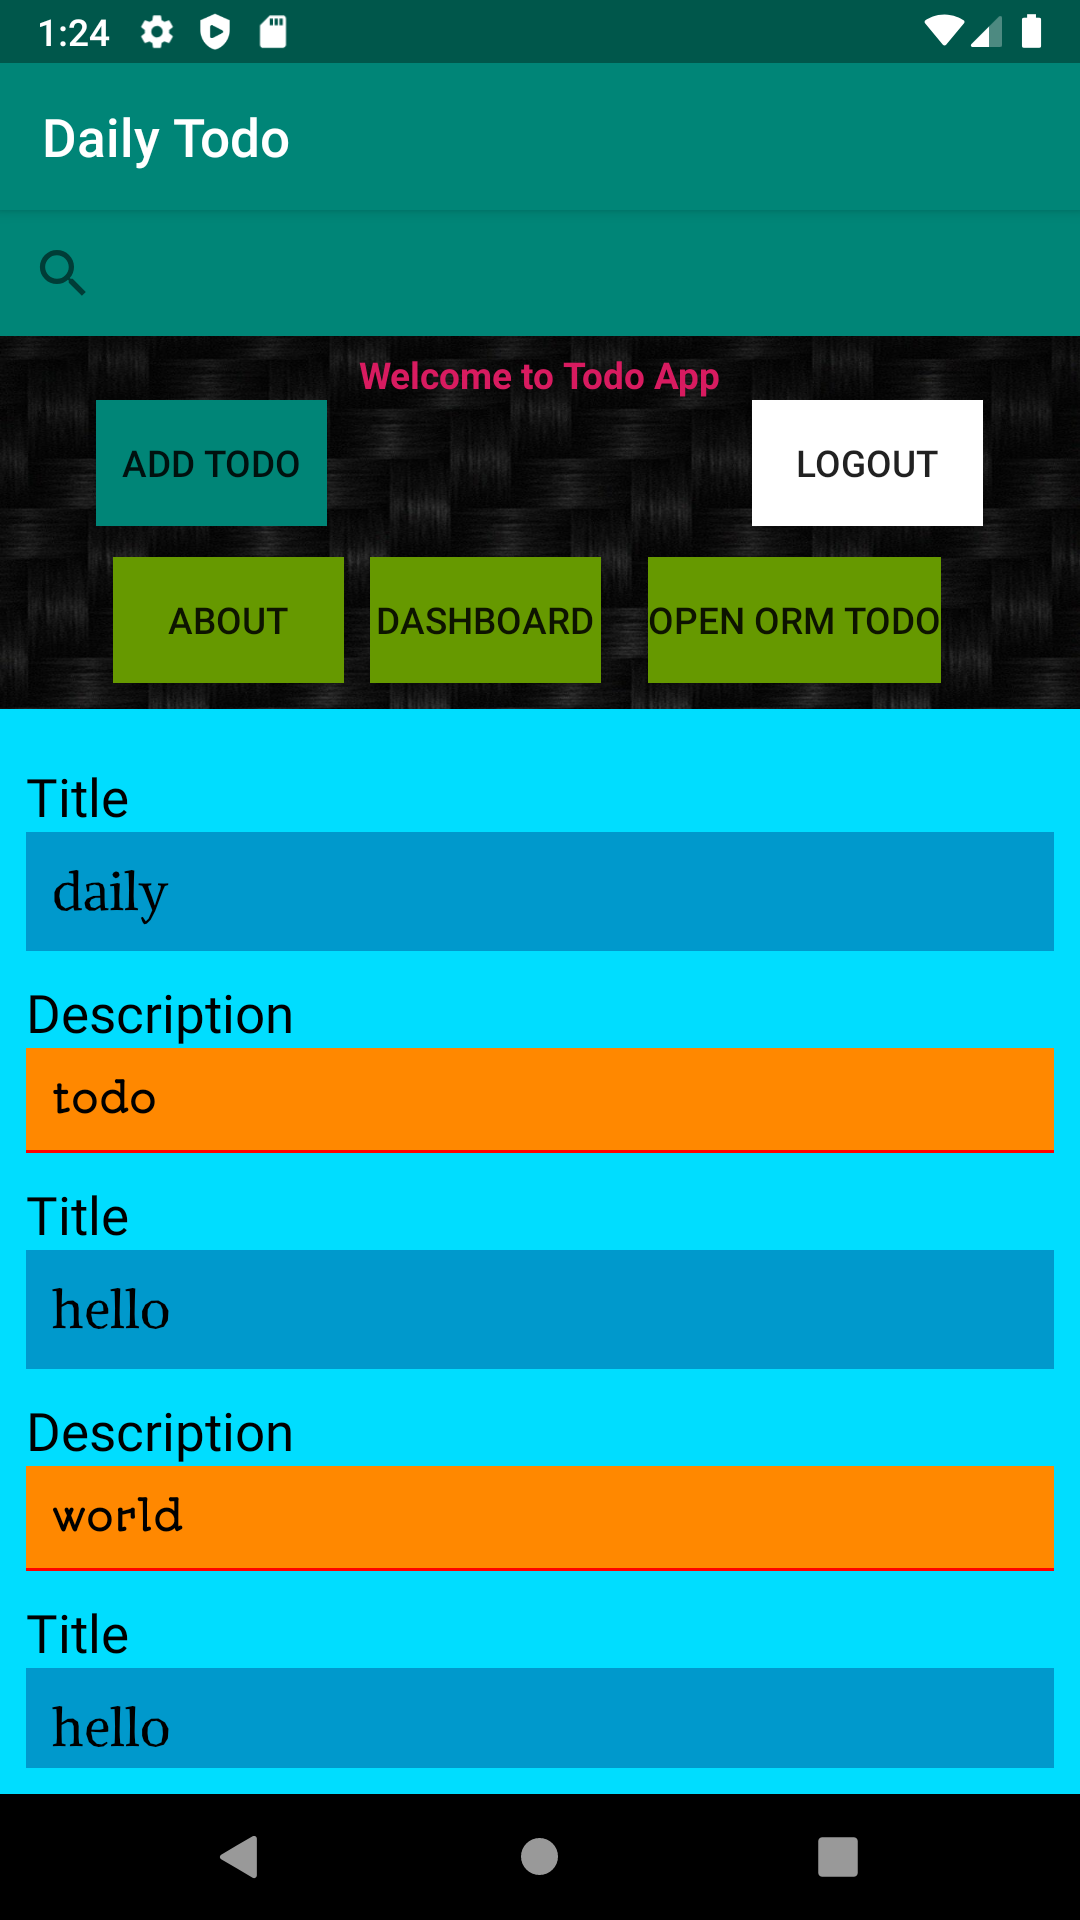 1:24
Daily Todo
Welcome to Todo App
ADD TODO
LOGOUT
ABOUT
DASHBOARD
OPEN ORM TODO
Title
daily
Description
todo
Title
hello
Description
world
Title
hello